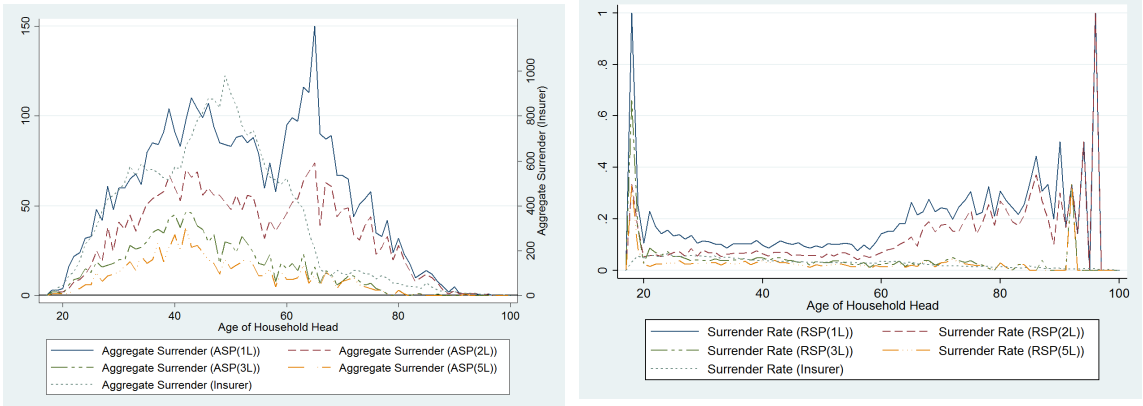 150
100
50
0
1000
800
600
400
200
0
Aggregate Surrender (Insurer)
20 40 60 80 100
Age of Household Head
Aggregate Surrender (ASP(1L)) Aggregate Surrender (ASP(2L))
Aggregate Surrender (ASP(3L)) Aggregate Surrender (ASP(5L))
Aggregate Surrender (Insurer)
1
.8
.6
.4
.2
0
20 40 60 80 100
Age of Household Head
Surrender Rate (RSP(1L)) Surrender Rate (RSP(2L))
Surrender Rate (RSP(3L)) Surrender Rate (RSP(5L))
Surrender Rate (Insurer)